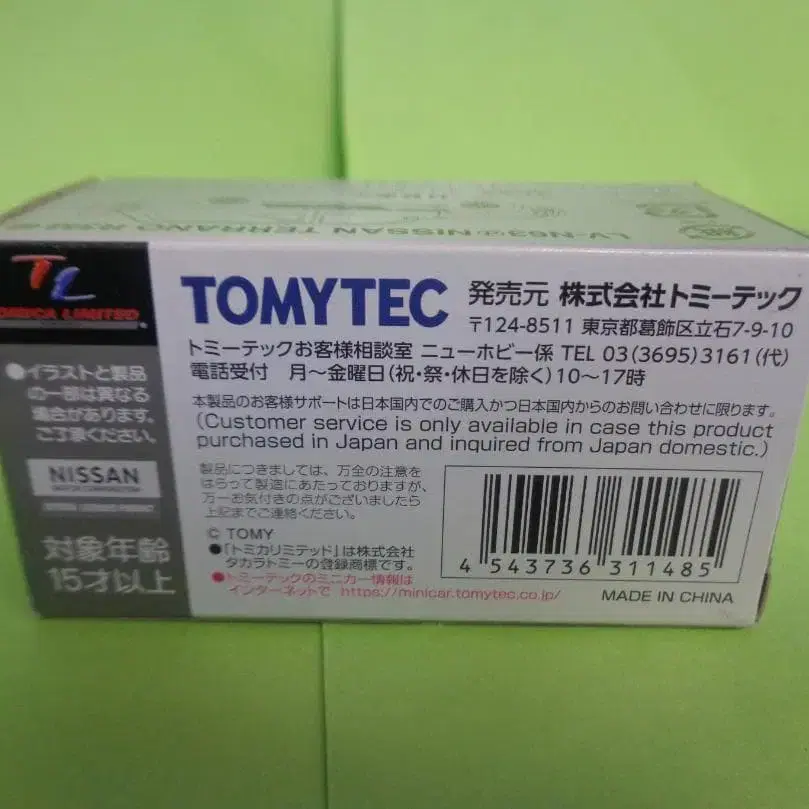 LV-N63a NISSAN TERRANO R3M
TL
TOMICA LIMITED
●イラストと製品
の一部は異なる
場合があります。
ご了承ください。
NISSAN
対象年齢
15才以上
TOMYTEC 発売元 株式会社トミーテック
〒124-8511 東京都葛飾区立石7-9-10
トミーテックお客様相談室 ニューホビー係 TEL 03(3695)3161(代)
電話受付 月〜金曜日(祝・祭・休日を除く)10〜17時
本製品のお客様サポートは日本国内でのご購入かつ日本国内からのお問い合わせに限ります。
(Customer service is only available in case this product
purchased in Japan and inquired from Japan domestic.)
製品につきましては、万全の注意を
はらって製造にあたっておりますが、
万一お気付きの点がございましたら
上記までご連絡ください。
© TOMY
●「トミカリミテッド」は株式会社
タカラトミーの登録商標です。
●トミーテックのミニカー情報は
インターネットで https://minicar.tomytec.co.jp/
4 543736 311485
MADE IN CHINA